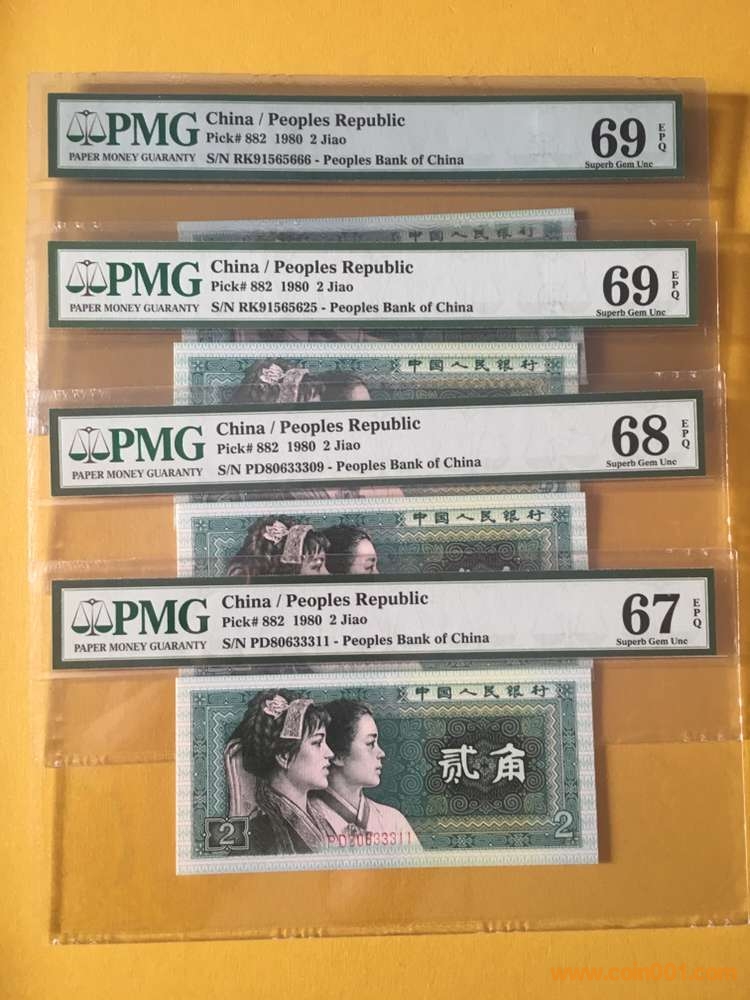 PMG
PAPER MONEY GUARANTY
China / Peoples Republic
Pick# 882 1980 2 Jiao
S/N RK91565666 - Peoples Bank of China
69
EPQ
Superb Gem Unc
中国人民银行
PMG
PAPER MONEY GUARANTY
China / Peoples Republic
Pick# 882 1980 2 Jiao
S/N RK91565625 - Peoples Bank of China
69
EPQ
Superb Gem Unc
中国人民银行
PMG
PAPER MONEY GUARANTY
China / Peoples Republic
Pick# 882 1980 2 Jiao
S/N PD80633309 - Peoples Bank of China
68
EPQ
Superb Gem Unc
中国人民银行
PMG
PAPER MONEY GUARANTY
China / Peoples Republic
Pick# 882 1980 2 Jiao
S/N PD80633311 - Peoples Bank of China
67
EPQ
Superb Gem Unc
中国人民银行
贰角
2
PD80633311
2
www.coin001.com